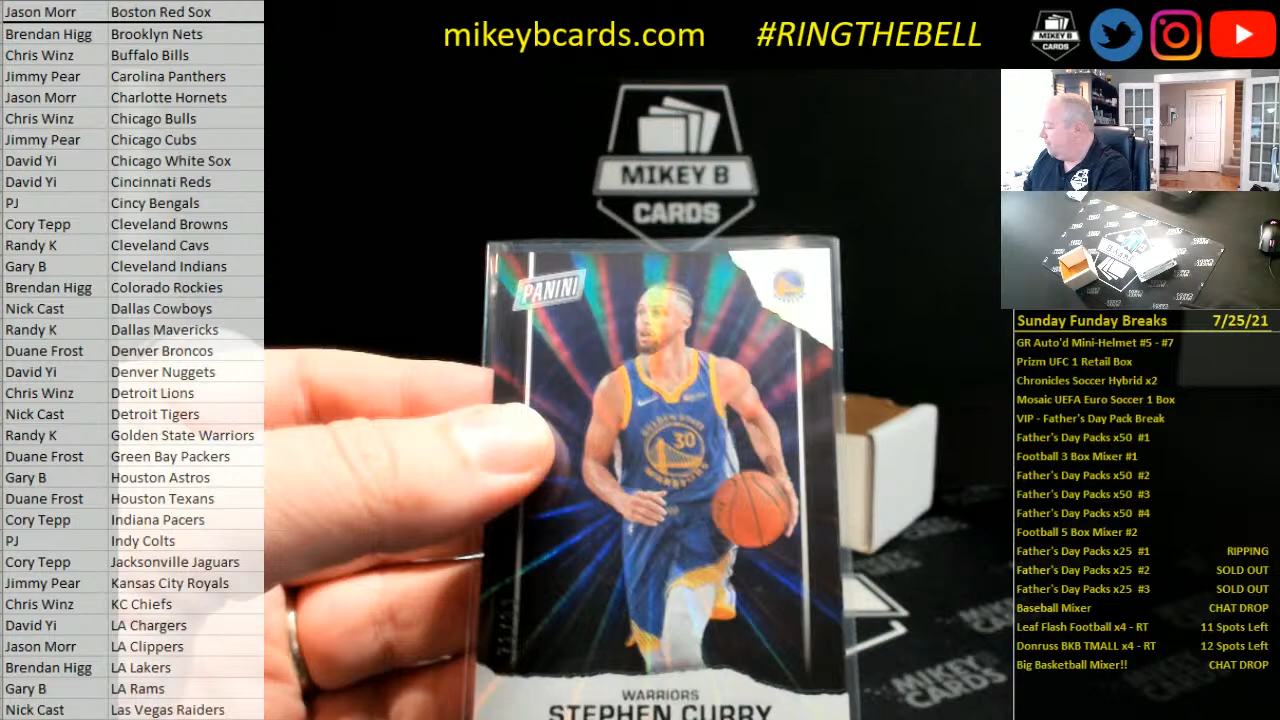 Jason Morr Boston Red Sox
Brendan Higg Brooklyn Nets
Chris Winz Buffalo Bills
Jimmy Pear Carolina Panthers
Jason Morr Charlotte Hornets
Chris Winz Chicago Bulls
Jimmy Pear Chicago Cubs
David Yi Chicago White Sox
David Yi Cincinnati Reds
PJ Cincy Bengals
Cory Tepp Cleveland Browns
Randy K Cleveland Cavs
Gary B Cleveland Indians
Brendan Higg Colorado Rockies
Nick Cast Dallas Cowboys
Randy K Dallas Mavericks
Duane Frost Denver Broncos
David Yi Denver Nuggets
Chris Winz Detroit Lions
Nick Cast Detroit Tigers
Randy K Golden State Warriors
Duane Frost Green Bay Packers
Gary B Houston Astros
Duane Frost Houston Texans
Cory Tepp Indiana Pacers
PJ Indy Colts
Cory Tepp Jacksonville Jaguars
Jimmy Pear Kansas City Royals
Chris Winz KC Chiefs
David Yi LA Chargers
Jason Morr LA Clippers
Brendan Higg LA Lakers
Gary B LA Rams
Nick Cast Las Vegas Raiders
mikeybcards.com #RINGTHEBELL
MIKEY B
CARDS
MIKEY B
CARDS
PANINI
GOLDEN STATE
30
WARRIORS
WARRIORS
STEPHEN CURRY
MIKEY
CARDS
Sunday Funday Breaks 7/25/21
GR Auto'd Mini-Helmet #5 - #7
Prizm UFC 1 Retail Box
Chronicles Soccer Hybrid x2
Mosaic UEFA Euro Soccer 1 Box
VIP - Father's Day Pack Break
Father's Day Packs x50 #1
Football 3 Box Mixer #1
Father's Day Packs x50 #2
Father's Day Packs x50 #3
Father's Day Packs x50 #4
Football 5 Box Mixer #2
Father's Day Packs x25 #1 RIPPING
Father's Day Packs x25 #2 SOLD OUT
Father's Day Packs x25 #3 SOLD OUT
Baseball Mixer CHAT DROP
Leaf Flash Football x4 - RT 11 Spots Left
Donruss BKB TMALL x4 - RT 12 Spots Left
Big Basketball Mixer!! CHAT DROP